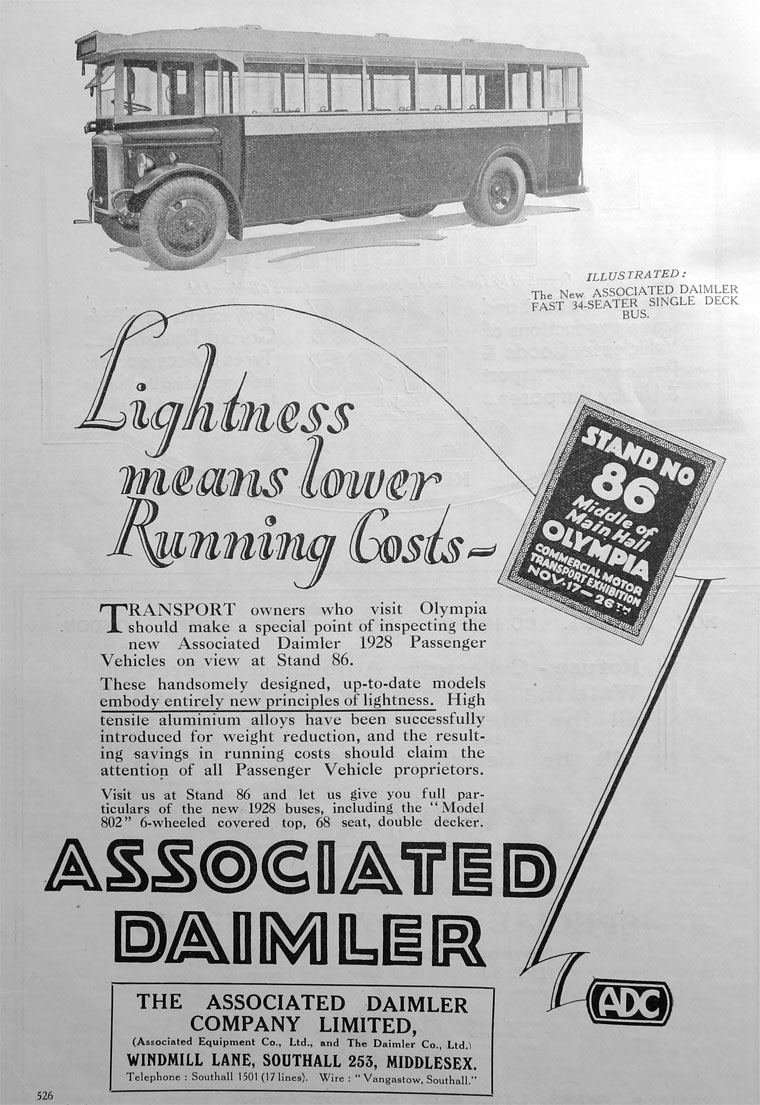 ILLUSTRATED:
The New ASSOCIATED DAIMLER
FAST 34-SEATER SINGLE DECK
BUS.
Lightness
means lower
Running Costs—
STAND NO
86
Middle of
Main Hall
OLYMPIA
COMMERCIAL MOTOR
TRANSPORT EXHIBITION
NOV. 17-26TH
TRANSPORT owners who visit Olympia
should make a special point of inspecting the
new Associated Daimler 1928 Passenger
Vehicles on view at Stand 86.
These handsomely designed, up-to-date models
embody entirely new principles of lightness. High
tensile aluminium alloys have been successfully
introduced for weight reduction, and the result-
ing savings in running costs should claim the
attention of all Passenger Vehicle proprietors.
Visit us at Stand 86 and let us give you full par-
ticulars of the new 1928 buses, including the "Model
802" 6-wheeled covered top, 68 seat, double decker.
ASSOCIATED
DAIMLER
ADC
THE ASSOCIATED DAIMLER
COMPANY LIMITED,
(Associated Equipment Co., Ltd., and The Daimler Co., Ltd.)
WINDMILL LANE, SOUTHALL 253, MIDDLESEX.
Telephone : Southall 1501 (17 lines). Wire : "Vangastow, Southall."
526